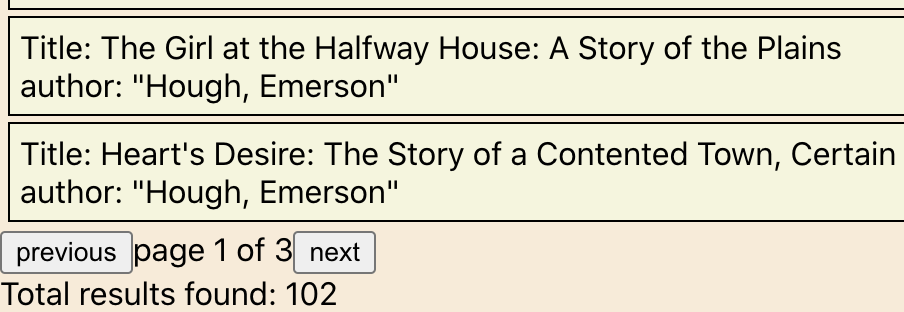 Title: The Girl at the Halfway House: A Story of the Plains
author: "Hough, Emerson"
Title: Heart's Desire: The Story of a Contented Town, Certain
author: "Hough, Emerson"
previous page 1 of 3 next
Total results found: 102